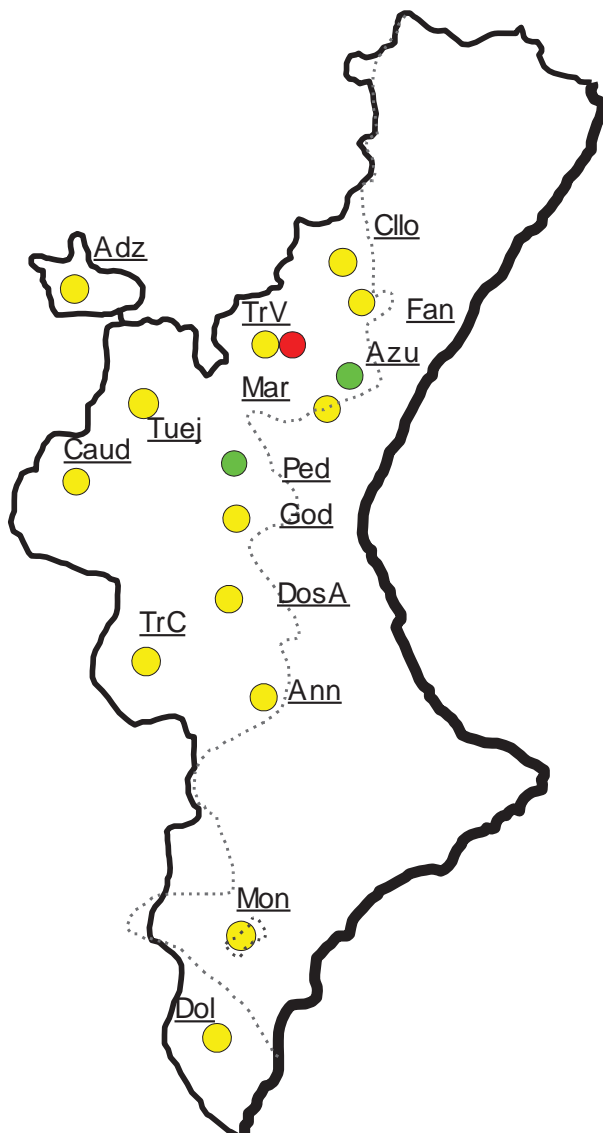 Cllo
Adz
Fan
TrV
Azu
Mar
Tuej
Caud
Ped
God
DosA
TrC
Ann
Mon
Dol